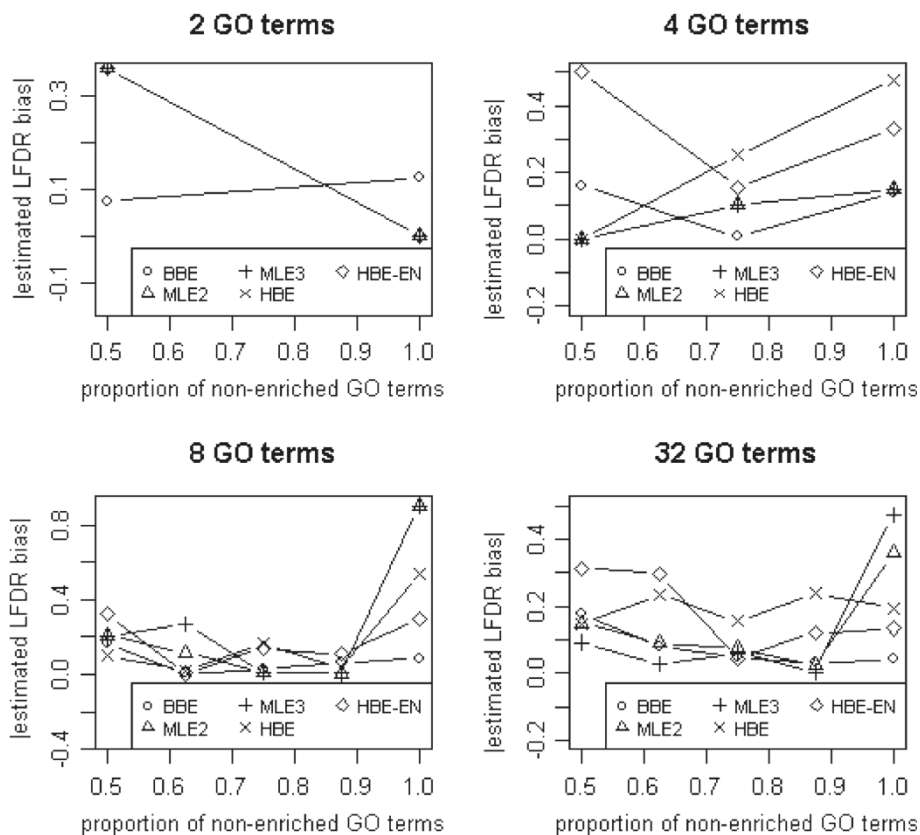 2 GO terms
|estimated LFDR bias|
0.3
0.1
-0.1
BBE MLE3 HBE-EN
MLE2 HBE
0.5 0.6 0.7 0.8 0.9 1.0
proportion of non-enriched GO terms
4 GO terms
|estimated LFDR bias|
0.4
0.2
0.0
-0.2
BBE MLE3 HBE-EN
MLE2 HBE
0.5 0.6 0.7 0.8 0.9 1.0
proportion of non-enriched GO terms
8 GO terms
|estimated LFDR bias|
0.8
0.4
0.0
-0.4
BBE MLE3 HBE-EN
MLE2 HBE
0.5 0.6 0.7 0.8 0.9 1.0
proportion of non-enriched GO terms
32 GO terms
|estimated LFDR bias|
0.4
0.2
0.0
-0.2
BBE MLE3 HBE-EN
MLE2 HBE
0.5 0.6 0.7 0.8 0.9 1.0
proportion of non-enriched GO terms